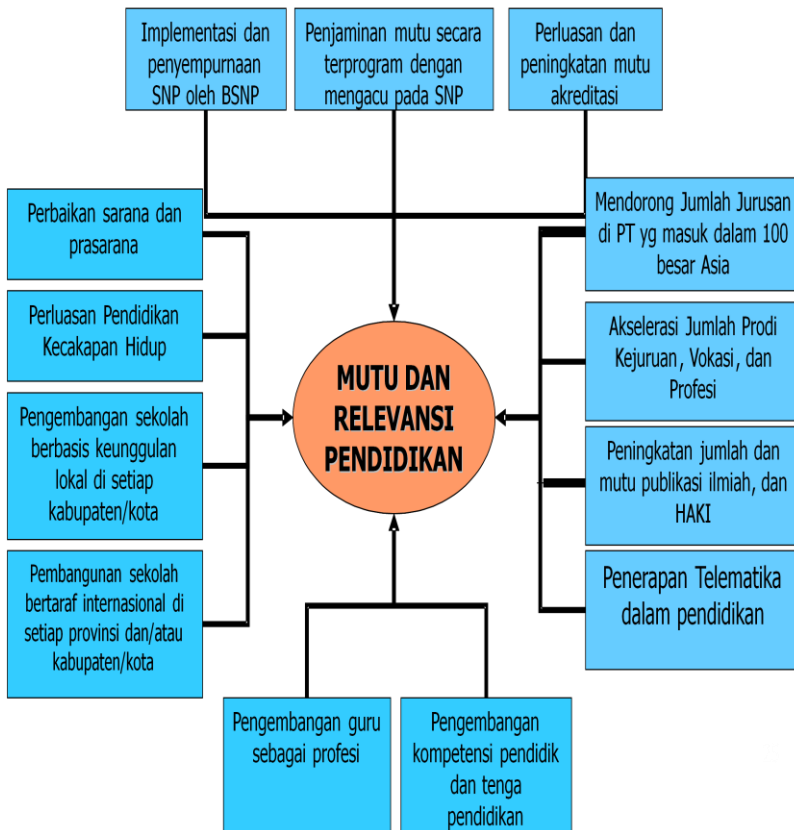 Implementasi dan
penyempurnaan
SNP oleh BSNP
Penjaminan mutu secara
terprogram dengan
mengacu pada SNP
Perluasan dan
peningkatan mutu
akreditasi
Perbaikan sarana dan
prasarana
Perluasan Pendidikan
Kecakapan Hidup
Pengembangan sekolah
berbasis keunggulan
lokal di setiap
kabupaten/kota
Pembangunan sekolah
bertaraf internasional di
setiap provinsi dan/atau
kabupaten/kota
MUTU DAN
RELEVANSI
PENDIDIKAN
Mendorong Jumlah Jurusan
di PT yg masuk dalam 100
besar Asia
Akselerasi Jumlah Prodi
Kejuruan, Vokasi, dan
Profesi
Peningkatan jumlah dan
mutu publikasi ilmiah, dan
HAKI
Penerapan Telematika
dalam pendidikan
Pengembangan guru
sebagai profesi
Pengembangan
kompetensi pendidik
dan tenga
pendidikan